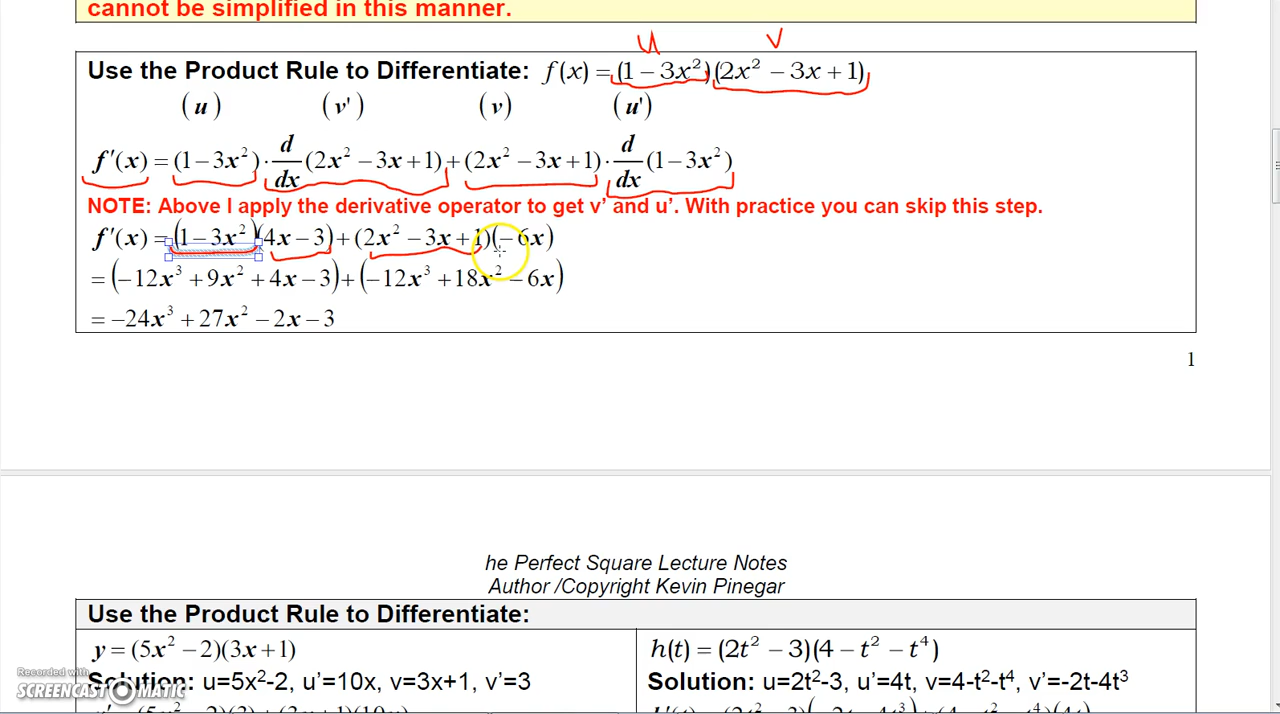 cannot be simplified in this manner.
u v
Use the Product Rule to Differentiate: f(x) = (1 − 3x²)(2x² − 3x + 1)
(u) (v') (v) (u')
f'(x) = (1 − 3x²) · d/dx (2x² − 3x + 1) + (2x² − 3x + 1) · d/dx (1 − 3x²)
NOTE: Above I apply the derivative operator to get v’ and u’. With practice you can skip this step.
f'(x) = (1 − 3x²)(4x − 3) + (2x² − 3x + 1)(− 6x)
= (−12x³ + 9x² + 4x − 3) + (−12x³ + 18x² − 6x)
= −24x³ + 27x² − 2x − 3
1
he Perfect Square Lecture Notes
Author /Copyright Kevin Pinegar
Use the Product Rule to Differentiate:
y = (5x² − 2)(3x + 1)
Solution: u=5x²-2, u’=10x, v=3x+1, v’=3
h(t) = (2t² − 3)(4 − t² − t⁴)
Solution: u=2t²-3, u’=4t, v=4-t²-t⁴, v’=-2t-4t³
Recorded with
SCREENCAST MATIC